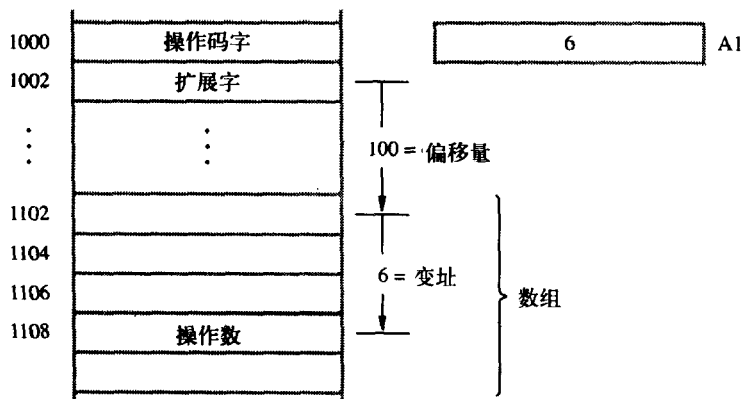 1000 操作码字 6 A1
1002 扩展字
100 = 偏移量
1102
1104
6 = 变址
1106
数组
1108 操作数